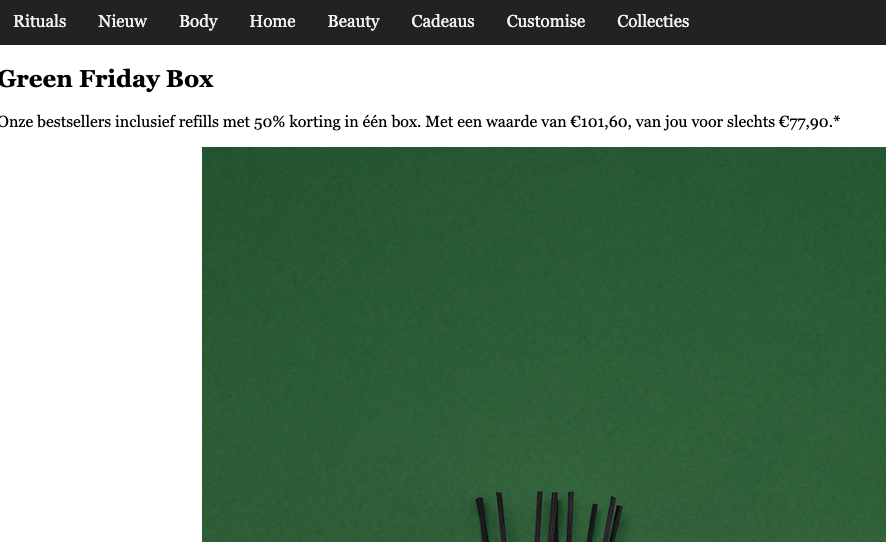 Rituals Nieuw Body Home Beauty Cadeaus Customise Collecties
Green Friday Box
Onze bestsellers inclusief refills met 50% korting in één box. Met een waarde van €101,60, van jou voor slechts €77,90.*